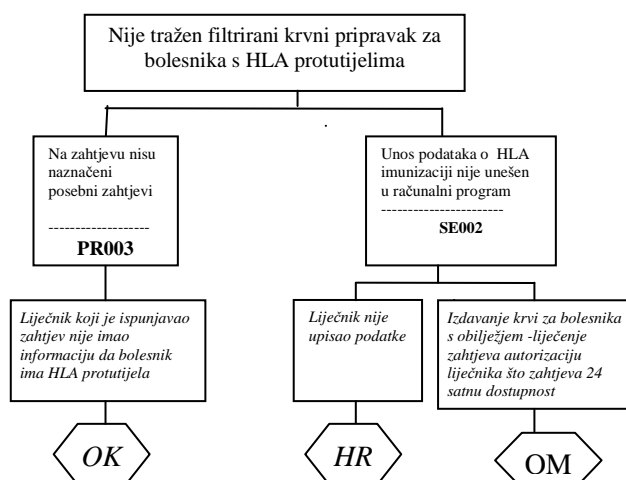 Nije tražen filtrirani krvni pripravak za
bolesnika s HLA protutijelima
Na zahtjevu nisu
naznačeni
posebni zahtjevi
-------------------
PR003
Unos podataka o HLA
imunizaciji nije unešen
u računalni program
-----------------------
SE002
Liječnik koji je ispunjavao
zahtjev nije imao
informaciju da bolesnik
ima HLA protutijela
Liječnik nije
upisao podatke
Izdavanje krvi za bolesnika
s obilježjem -liječenje
zahtjeva autorizaciju
liječnika što zahtjeva 24
satnu dostupnost
OK
HR
OM